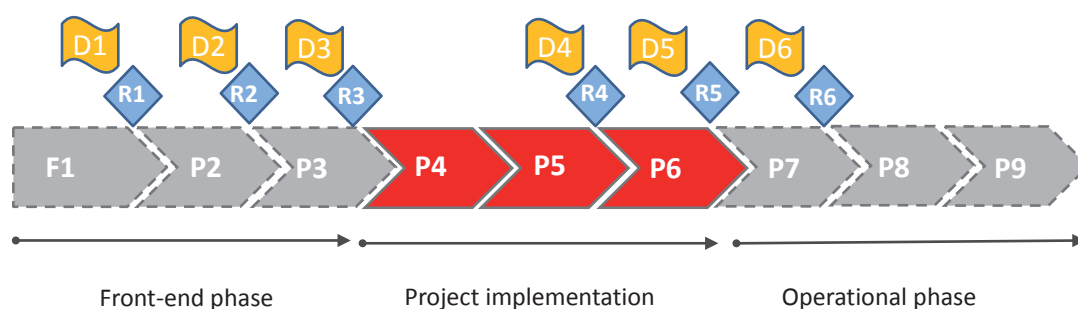 D1 D2 D3 D4 D5 D6
R1 R2 R3 R4 R5 R6
F1 P2 P3 P4 P5 P6 P7 P8 P9
Front-end phase Project implementation Operational phase